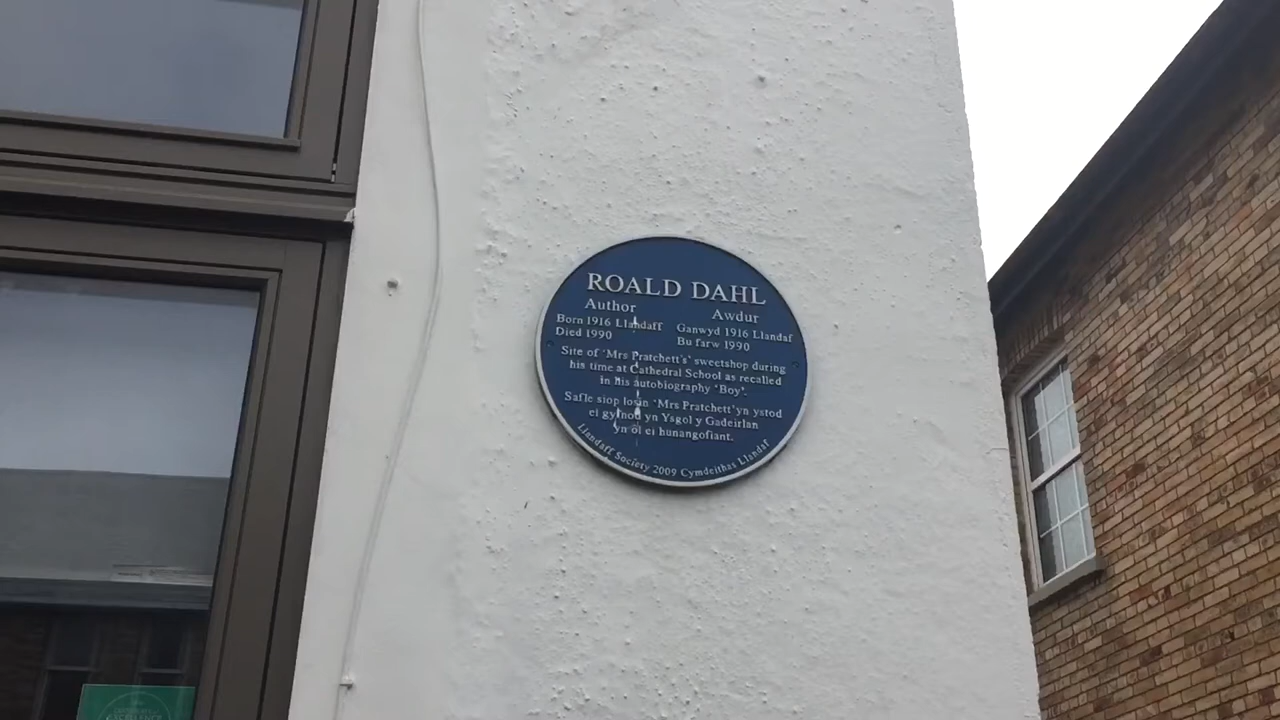 ROALD DAHL
Author
Born 1916 Llandaff
Died 1990
Awdur
Ganwyd 1916 Llandaf
Bu farw 1990
Site of ‘Mrs Pratchett's’ sweetshop during
his time at Cathedral School as recalled
in his autobiography ‘Boy’.
Safle siop losin ‘Mrs Pratchett’ yn ystod
ei gyfnod yn Ysgol y Gadeirlan
yn ôl ei hunangofiant.
Llandaff Society 2009 Cymdeithas Llandaf